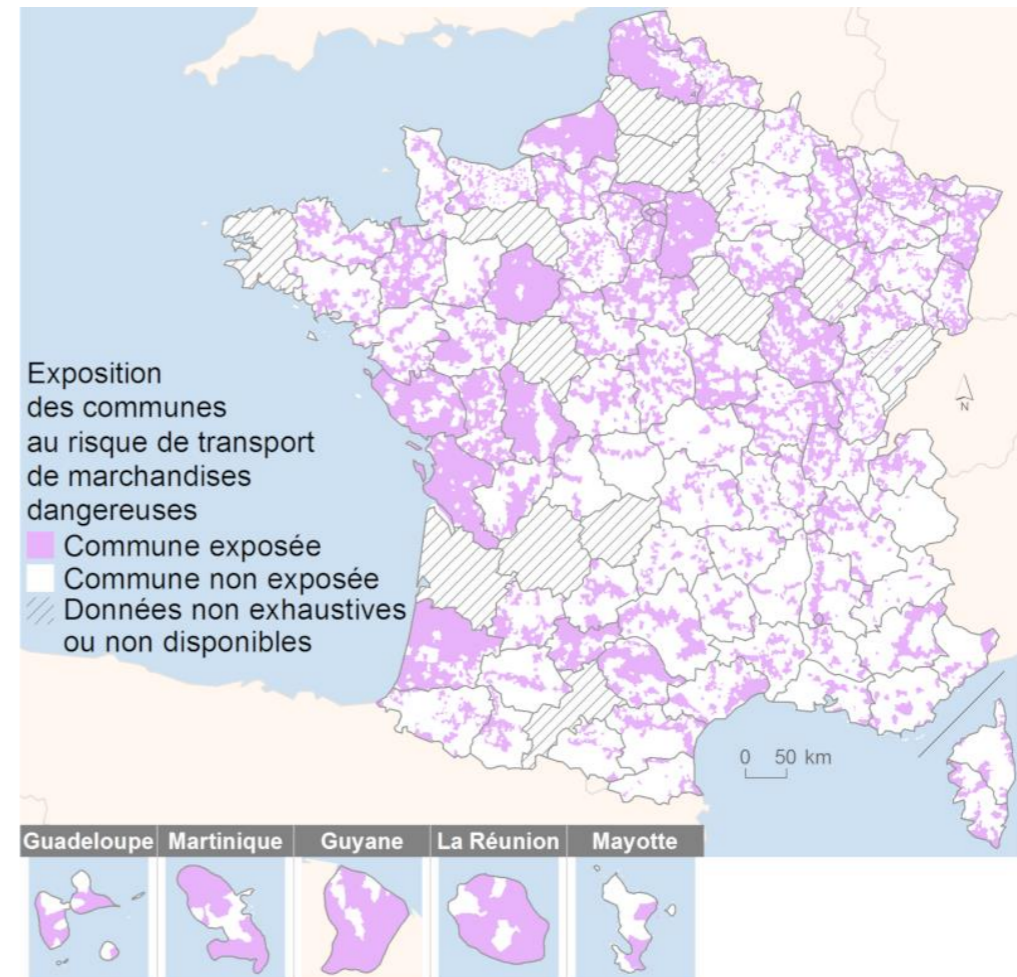 Exposition
des communes
au risque de transport
de marchandises
dangereuses
Commune exposée
Commune non exposée
Données non exhaustives
ou non disponibles
N
0 50 km
Guadeloupe Martinique Guyane La Réunion Mayotte